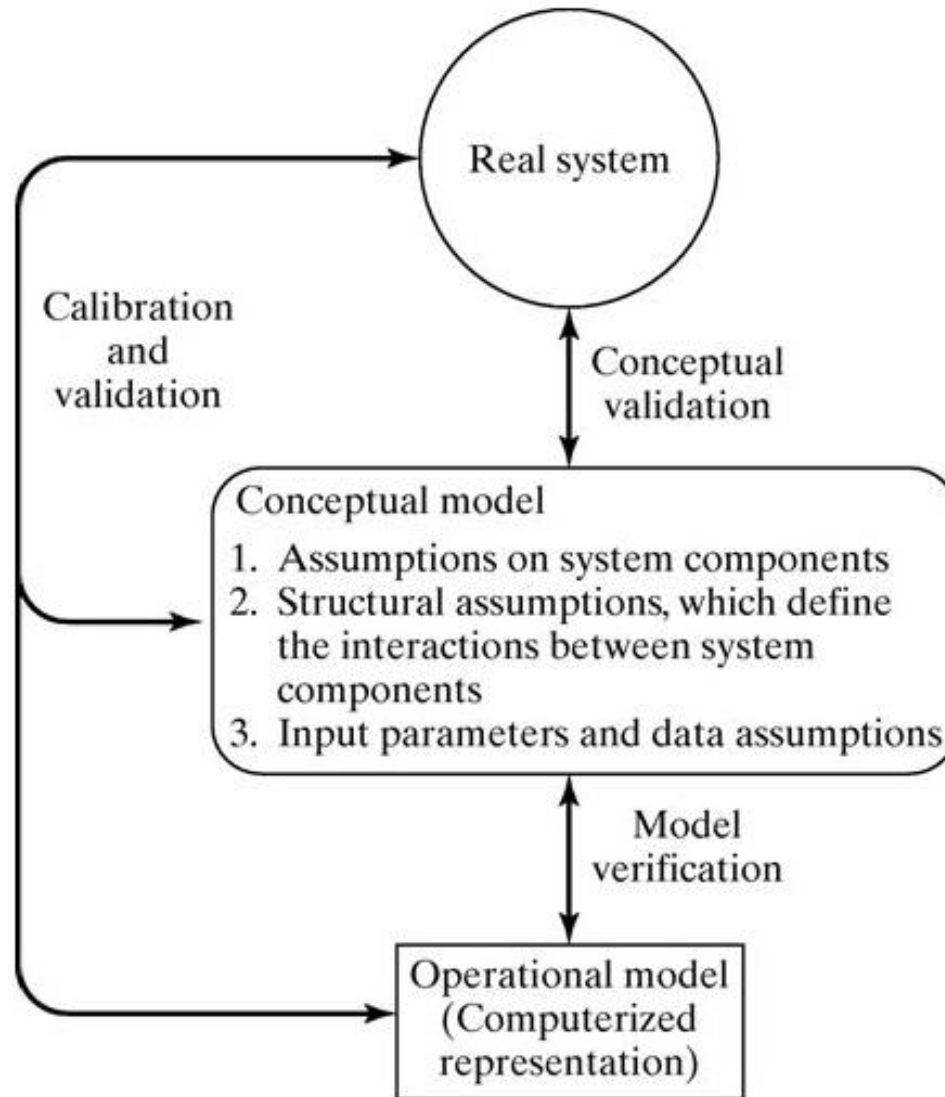 Real system
Calibration
and
validation
Conceptual
validation
Conceptual model
1. Assumptions on system components
2. Structural assumptions, which define
the interactions between system
components
3. Input parameters and data assumptions
Model
verification
Operational model
(Computerized
representation)